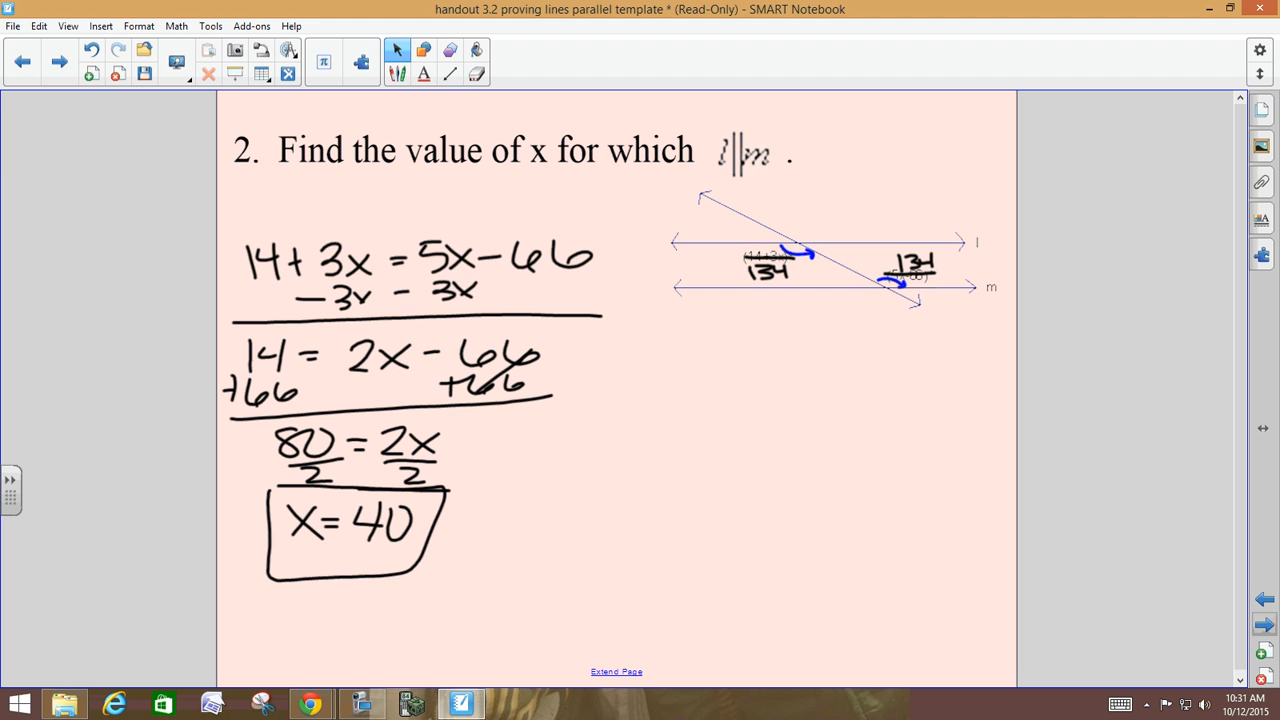 handout 3.2 proving lines parallel template * (Read-Only) - SMART Notebook
File Edit View Insert Format Math Tools Add-ons Help
2. Find the value of x for which l||m .
14 + 3x = 5x - 66
- 3x - 3x
14 = 2x - 66
+66 +66
80 = 2x
2 2
x = 40
l
(14+3x)
134
134
m
Extend Page
10:31 AM
10/12/2015